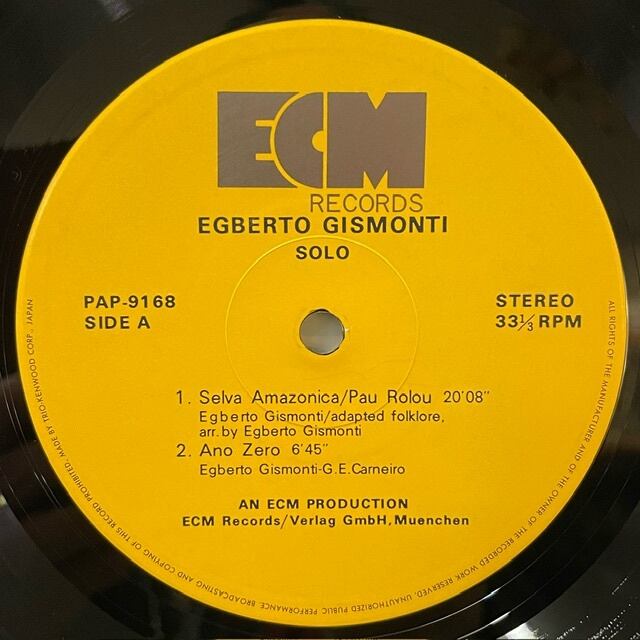 ECM
RECORDS
EGBERTO GISMONTI
SOLO
PAP-9168
SIDE A
STEREO
33⅓ RPM
1. Selva Amazonica/Pau Rolou 20'08"
Egberto Gismonti/adapted folklore,
arr. by Egberto Gismonti
2. Ano Zero 6'45"
Egberto Gismonti-G.E.Carneiro
AN ECM PRODUCTION
ECM Records/Verlag GmbH, Muenchen
ALL RIGHTS OF THE MANUFACTURER AND OF THE OWNER OF THE RECORDED WORK RESERVED. UNAUTHORIZED PUBLIC PERFORMANCE, BROADCASTING AND COPYING OF THIS RECORD PROHIBITED. MADE BY TRIO-KENWOOD CORP., JAPAN